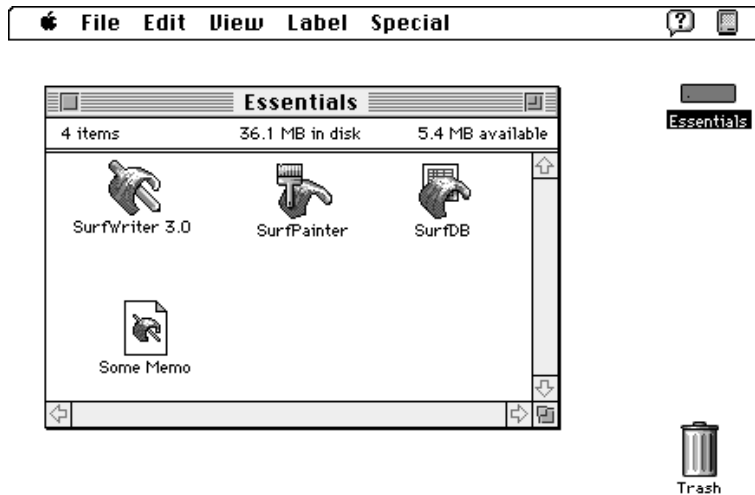 File Edit View Label Special
Essentials
4 items 36.1 MB in disk 5.4 MB available
SurfWriter 3.0 SurfPainter SurfDB
Some Memo
Essentials
Trash